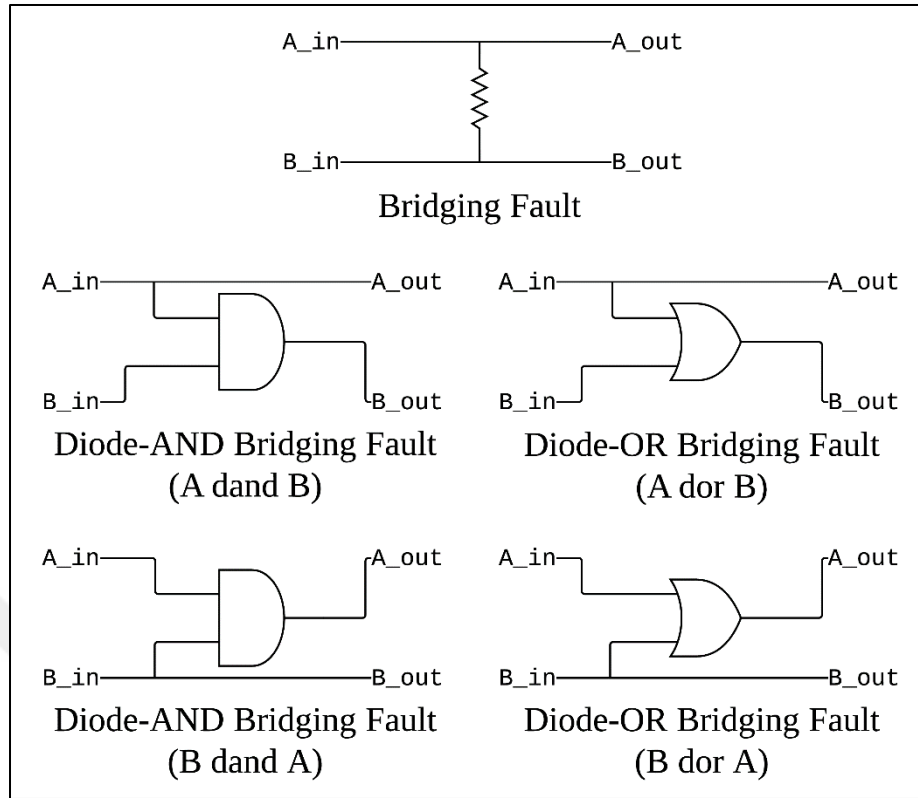 A_in A_out
B_in B_out
Bridging Fault
A_in A_out A_in A_out
B_in B_out B_in B_out
Diode-AND Bridging Fault Diode-OR Bridging Fault
(A dand B) (A dor B)
A_in A_out A_in A_out
B_in B_out B_in B_out
Diode-AND Bridging Fault Diode-OR Bridging Fault
(B dand A) (B dor A)